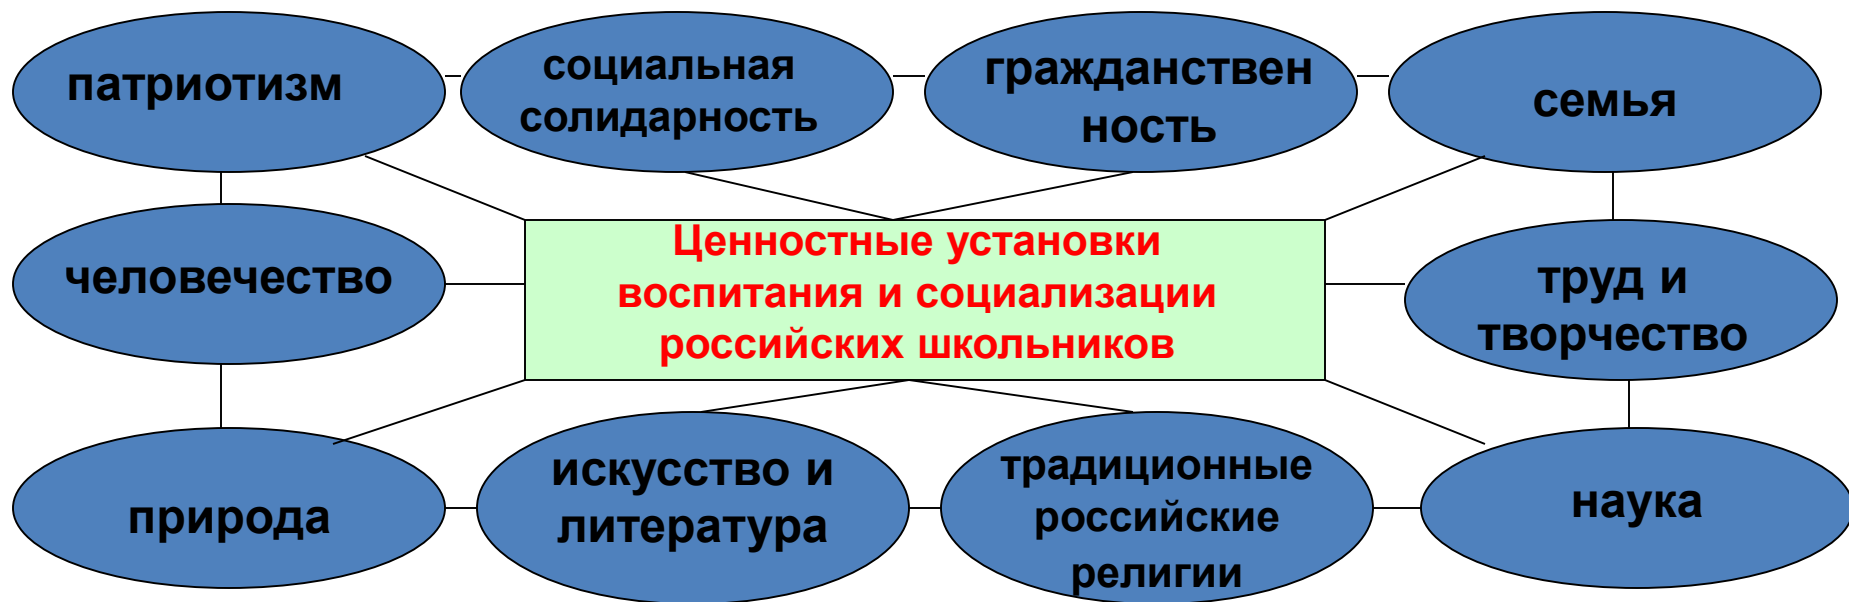 патриотизм
социальная
солидарность
гражданствен
ность
семья
Ценностные установки
воспитания и социализации
российских школьников
человечество
труд и
творчество
природа
искусство и
литература
традиционные
российские
религии
наука